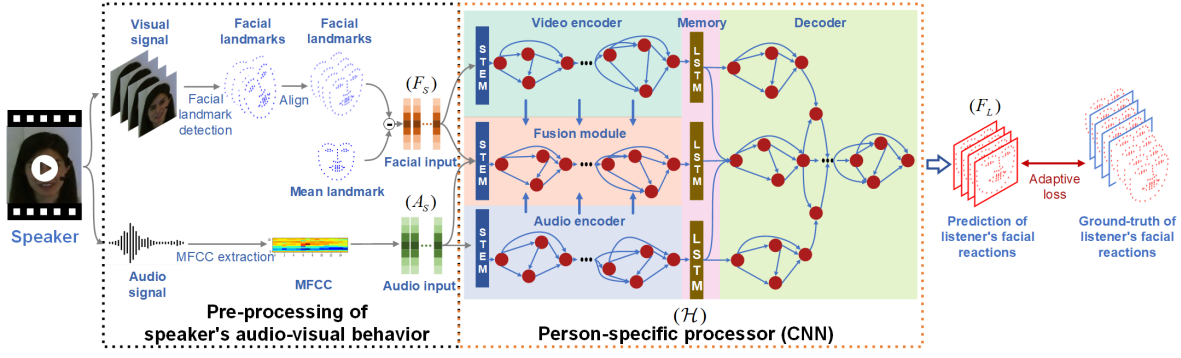 Speaker
Visual
signal
Facial
landmarks
Facial
landmarks
Facial
landmark
detection
Align
Mean landmark
(F_S)
Facial input
Audio
signal
MFCC extraction
MFCC
(A_S)
Audio input
Pre-processing of
speaker's audio-visual behavior
Video encoder
Memory
Decoder
STEM
LSTM
Fusion module
STEM
LSTM
Audio encoder
STEM
LSTM
(ℋ)
Person-specific processor (CNN)
(F_L)
Prediction of
listener's facial
reactions
Adaptive
loss
Ground-truth of
listener's facial
reactions